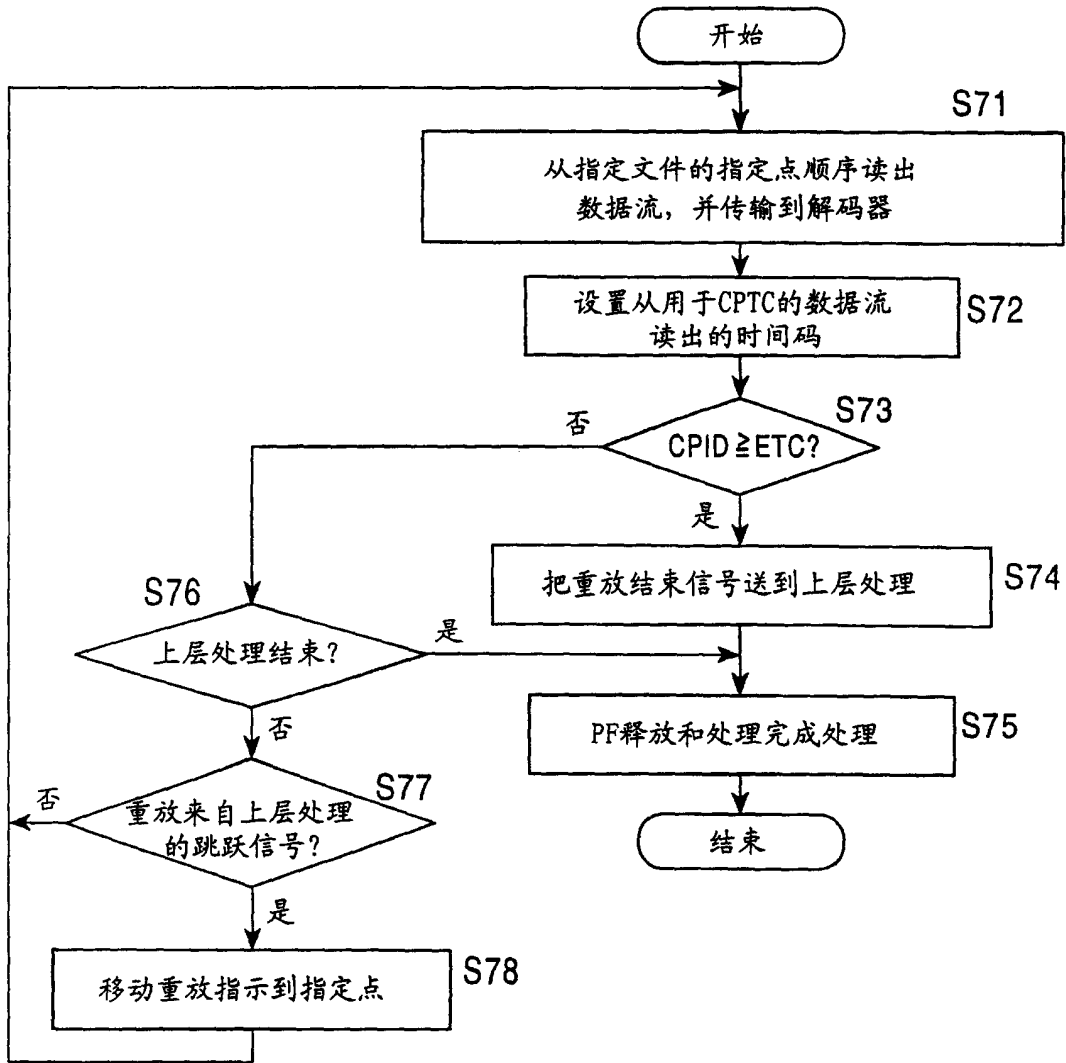 开始
S71
从指定文件的指定点顺序读出
数据流，并传输到解码器
设置从用于CPTC的数据流
读出的时间码
S72
S73
否
CPID≧ETC?
是
S76
把重放结束信号送到上层处理
S74
上层处理结束?
是
否
PF释放和处理完成处理
S75
S77
否
重放来自上层处理
的跳跃信号?
结束
是
移动重放指示到指定点
S78